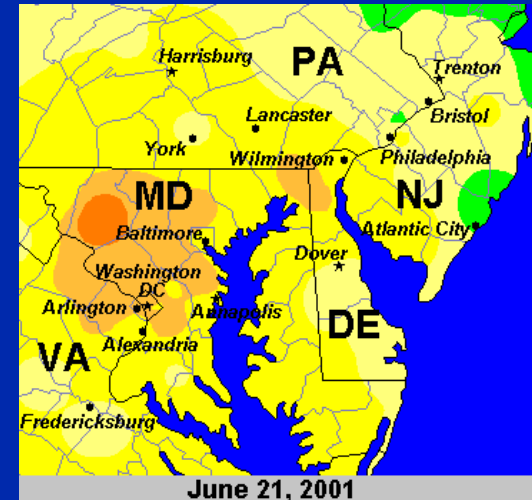 Harrisburg
PA
Trenton
Lancaster
Bristol
York
Wilmington
Philadelphia
MD
NJ
Baltimore
Atlantic City
Dover
Washington
DC
Arlington
Annapolis
DE
Alexandria
VA
Fredericksburg
June 21, 2001